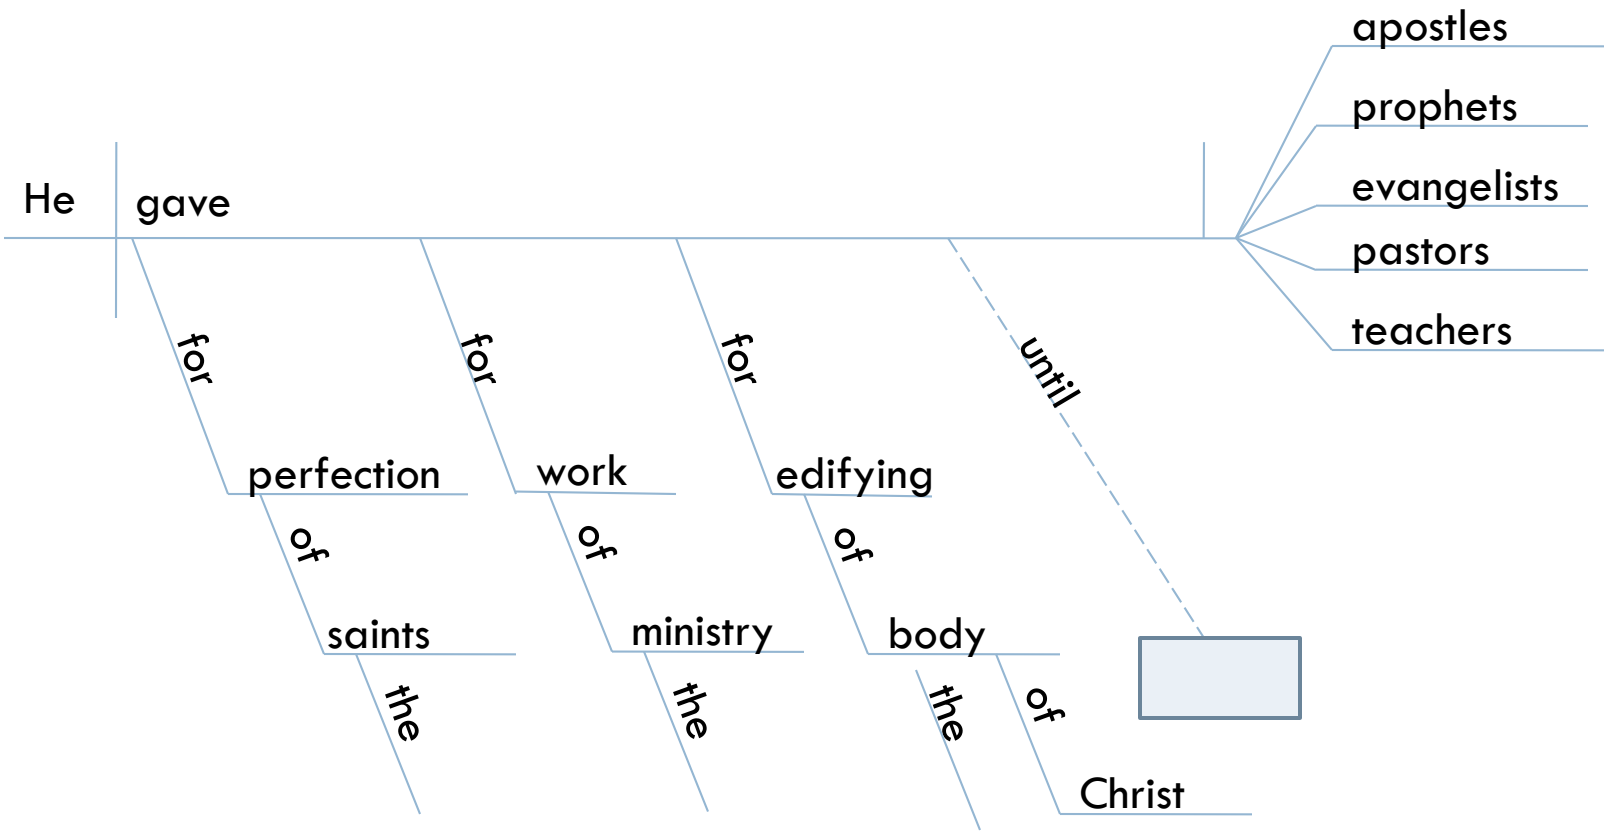 apostles
prophets
He
gave
evangelists
pastors
teachers
for
for
for
until
perfection
work
edifying
of
of
of
saints
ministry
body
the
the
the
of
Christ